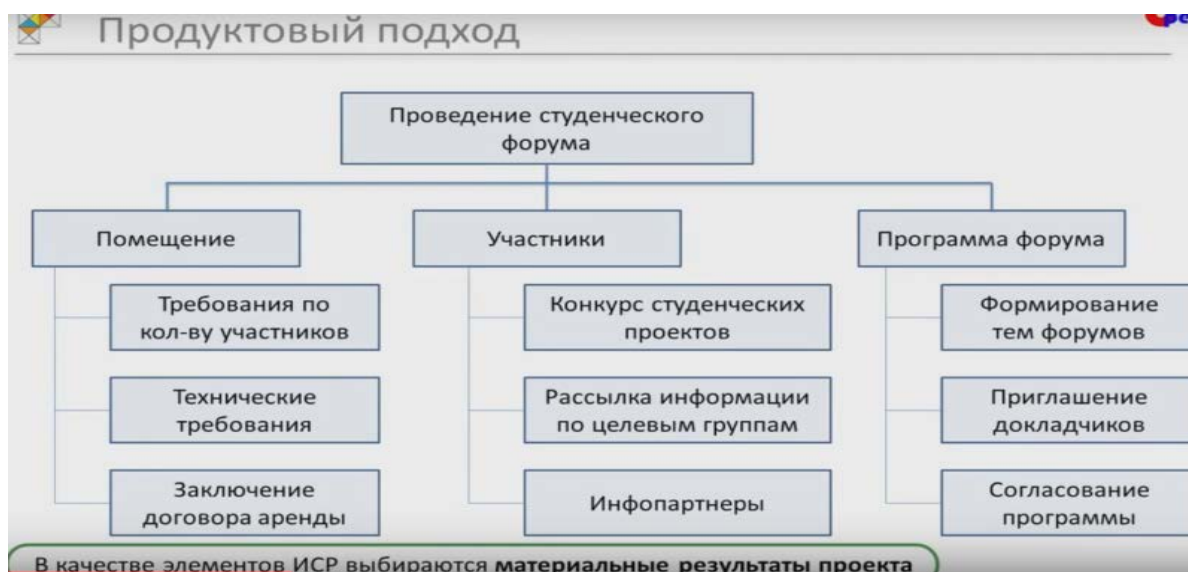 Продуктовый подход
Проведение студенческого
форума
Помещение
Участники
Программа форума
Требования по
кол-ву участников
Конкурс студенческих
проектов
Формирование
тем форумов
Технические
требования
Рассылка информации
по целевым группам
Приглашение
докладчиков
Заключение
договора аренды
Инфопартнеры
Согласование
программы
В качестве элементов ИСР выбираются материальные результаты проекта